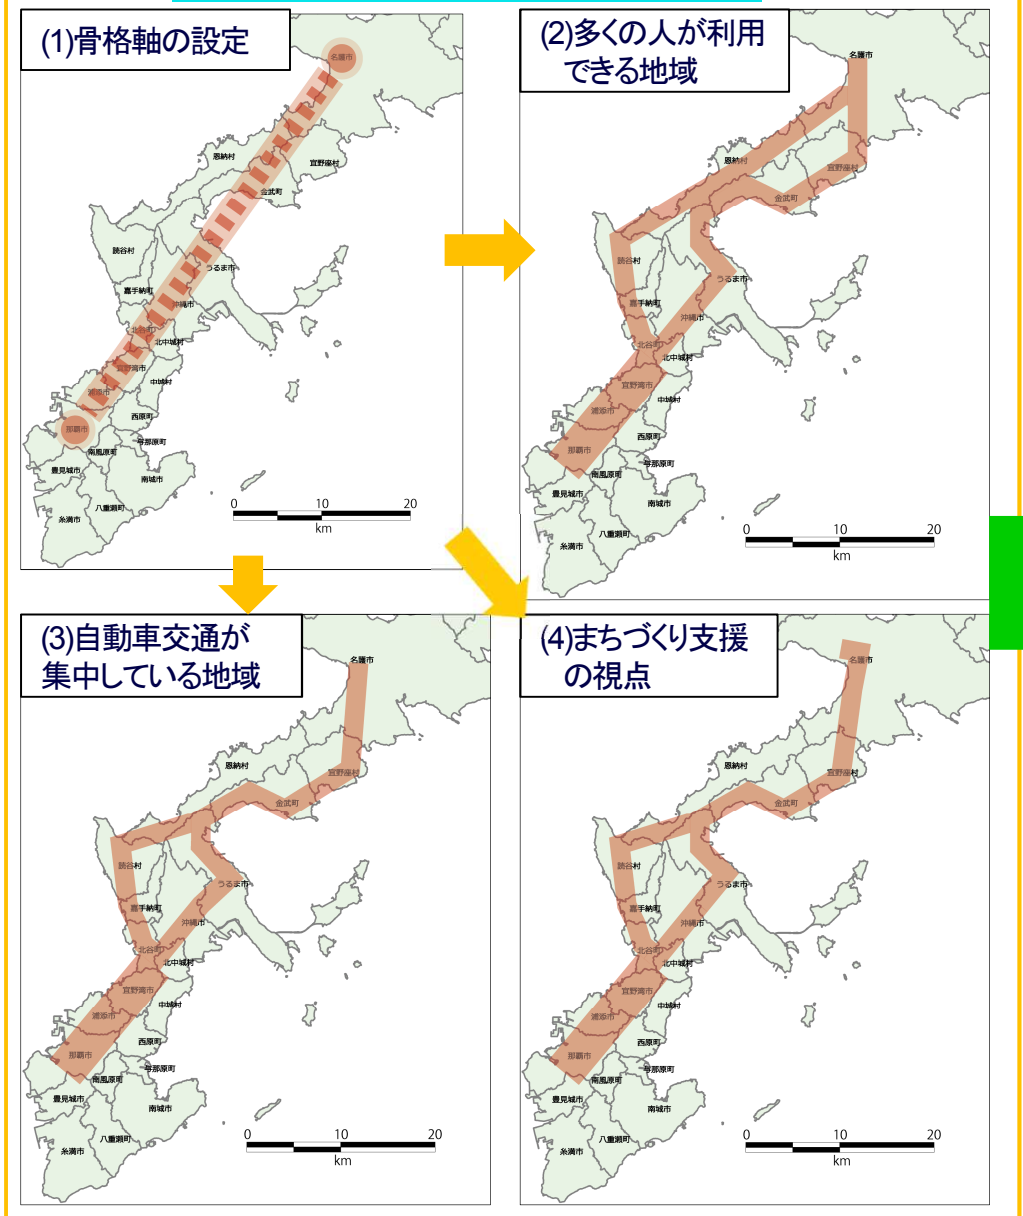 (1)骨格軸の設定
名護市
恩納村
宜野座村
金武町
読谷村
うるま市
嘉手納町
沖縄市
北谷町
北中城村
宜野湾市
中城村
浦添市
西原町
那覇市
与那原町
南風原町
豊見城市
南城市
八重瀬町
糸満市
0 10 20
km
(2)多くの人が利用
できる地域
名護市
恩納村
宜野座村
金武町
読谷村
うるま市
嘉手納町
沖縄市
北谷町
北中城村
宜野湾市
中城村
浦添市
西原町
那覇市
与那原町
南風原町
豊見城市
南城市
八重瀬町
糸満市
0 10 20
km
(3)自動車交通が
集中している地域
名護市
恩納村
宜野座村
金武町
読谷村
うるま市
嘉手納町
沖縄市
北谷町
北中城村
宜野湾市
中城村
浦添市
西原町
那覇市
与那原町
南風原町
豊見城市
南城市
八重瀬町
糸満市
0 10 20
km
(4)まちづくり支援
の視点
名護市
恩納村
宜野座村
金武町
読谷村
うるま市
嘉手納町
沖縄市
北谷町
北中城村
宜野湾市
中城村
浦添市
西原町
那覇市
与那原町
南風原町
豊見城市
南城市
八重瀬町
糸満市
0 10 20
km